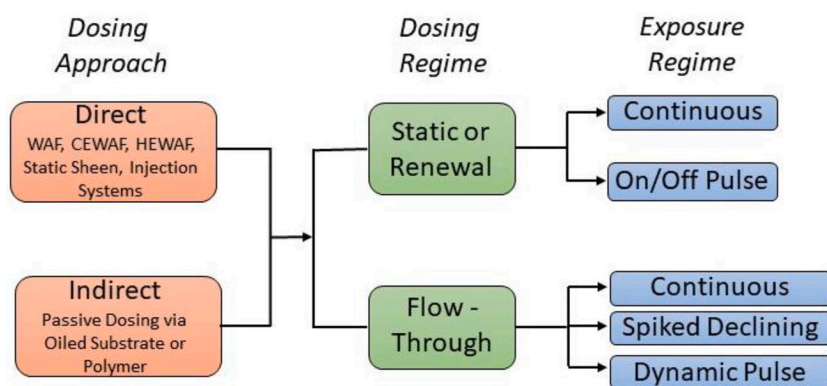 Dosing
Approach
Dosing
Regime
Exposure
Regime
Direct
WAF, CEWAF, HEWAF,
Static Sheen, Injection
Systems
Indirect
Passive Dosing via
Oiled Substrate or
Polymer
Static or
Renewal
Flow -
Through
Continuous
On/Off Pulse
Continuous
Spiked Declining
Dynamic Pulse